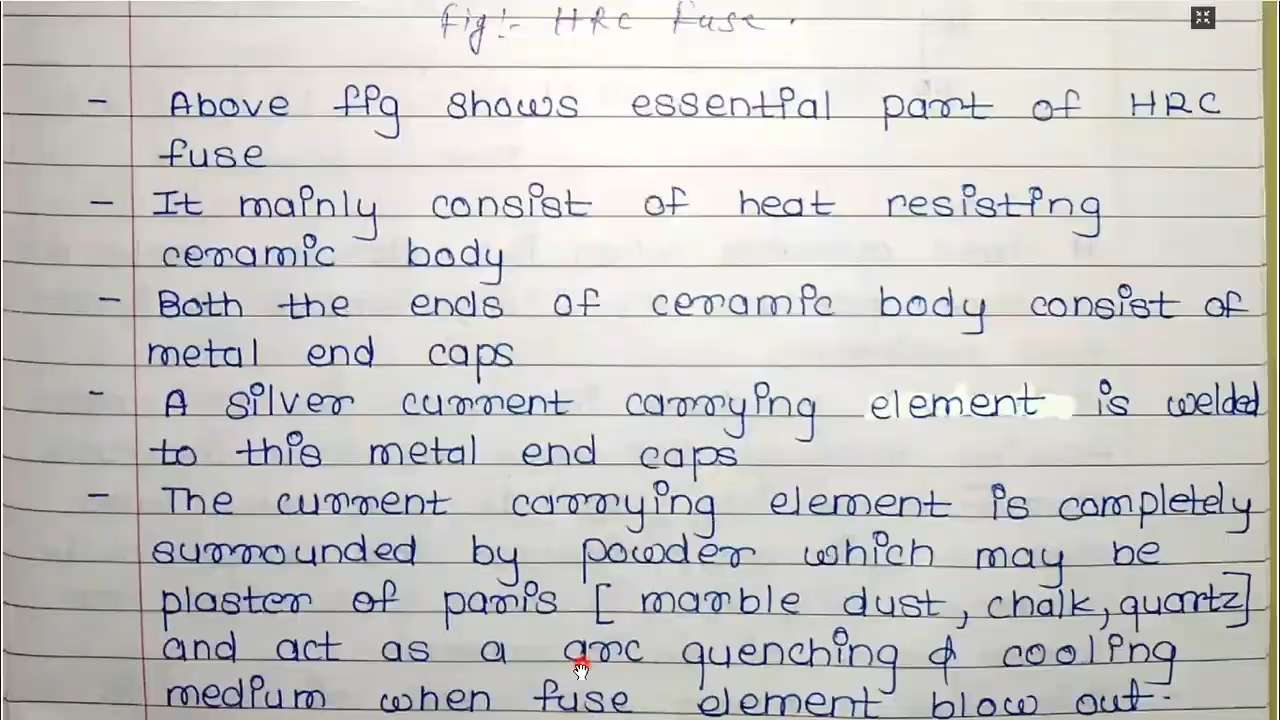 Fig:- HRC Fuse.
- Above fig shows essential part of HRC
fuse
- It mainly consist of heat resisting
ceramic body
- Both the ends of ceramic body consist of
metal end caps
- A silver current carrying element is welded
to this metal end caps
- The current carrying element is completely
surrounded by powder which may be
plaster of paris [marble dust, chalk, quartz]
and act as a arc quenching & cooling
medium when fuse element blow out.